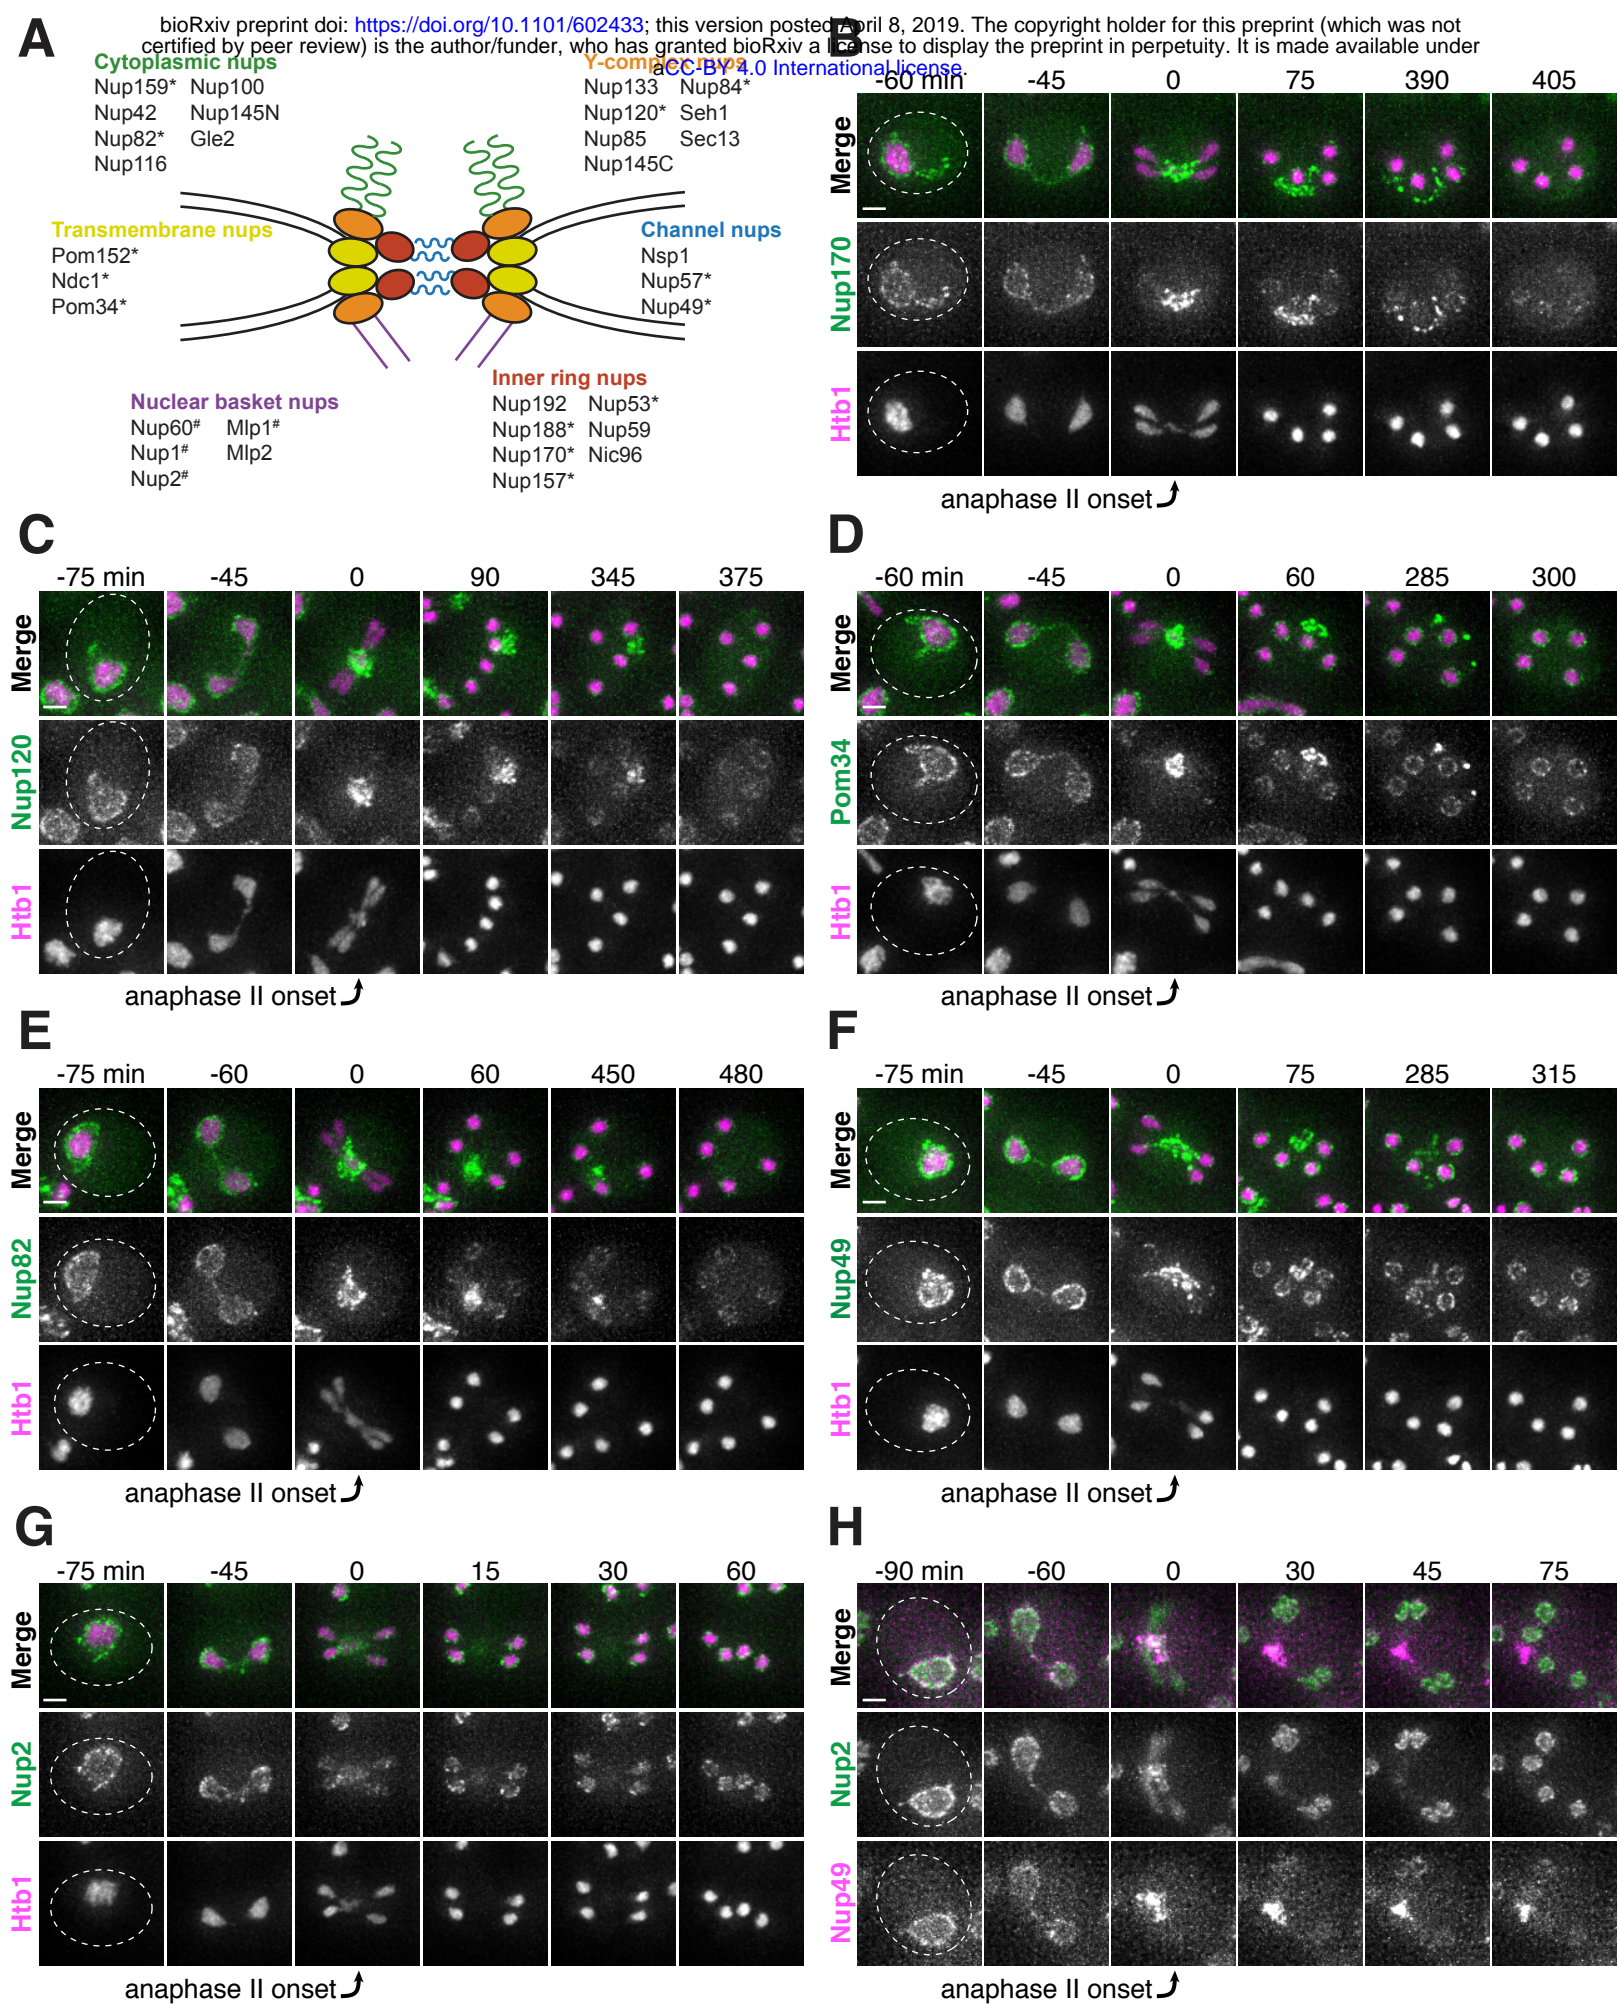 bioRxiv preprint doi: https://doi.org/10.1101/602433; this version posted April 8, 2019. The copyright holder for this preprint (which was not
certified by peer review) is the author/funder, who has granted bioRxiv a license to display the preprint in perpetuity. It is made available under
aCC-BY 4.0 International license.
A
Cytoplasmic nups
Nup159* Nup100
Nup42 Nup145N
Nup82* Gle2
Nup116
Y-complex nups
Nup133 Nup84*
Nup120* Seh1
Nup85 Sec13
Nup145C
Transmembrane nups
Pom152*
Ndc1*
Pom34*
Channel nups
Nsp1
Nup57*
Nup49*
Nuclear basket nups
Nup60# Mlp1#
Nup1# Mlp2
Nup2#
Inner ring nups
Nup192 Nup53*
Nup188* Nup59
Nup170* Nic96
Nup157*
B
-60 min -45 0 75 390 405
Merge
Nup170
Htb1
anaphase II onset
C
-75 min -45 0 90 345 375
Merge
Nup120
Htb1
anaphase II onset
D
-60 min -45 0 60 285 300
Merge
Pom34
Htb1
anaphase II onset
E
-75 min -60 0 60 450 480
Merge
Nup82
Htb1
anaphase II onset
F
-75 min -45 0 75 285 315
Merge
Nup49
Htb1
anaphase II onset
G
-75 min -45 0 15 30 60
Merge
Nup2
Htb1
anaphase II onset
H
-90 min -60 0 30 45 75
Merge
Nup2
Nup49
anaphase II onset